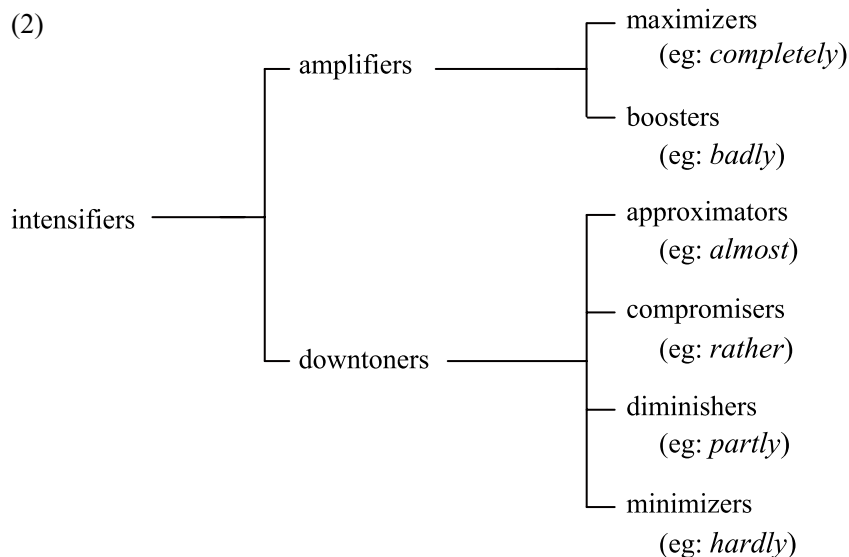 (2)
maximizers
(eg: completely)
amplifiers
boosters
(eg: badly)
intensifiers
approximators
(eg: almost)
compromisers
(eg: rather)
downtoners
diminishers
(eg: partly)
minimizers
(eg: hardly)